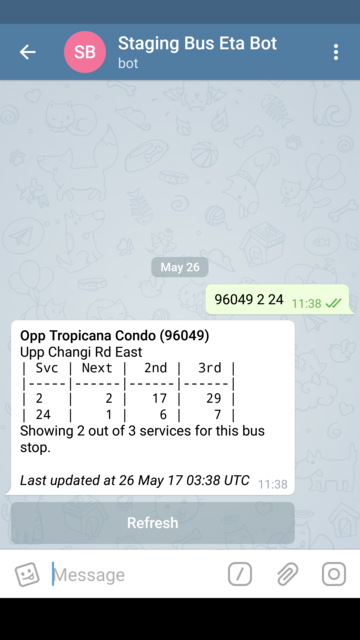 SB
Staging Bus Eta Bot
bot
May 26
96049 2 24 11:38
Opp Tropicana Condo (96049)
Upp Changi Rd East
| Svc | Next | 2nd | 3rd |
|-----|------|------|------|
| 2 | 2 | 17 | 29 |
| 24 | 1 | 6 | 7 |
Showing 2 out of 3 services for this bus
stop.
Last updated at 26 May 17 03:38 UTC 11:38
Refresh
Message